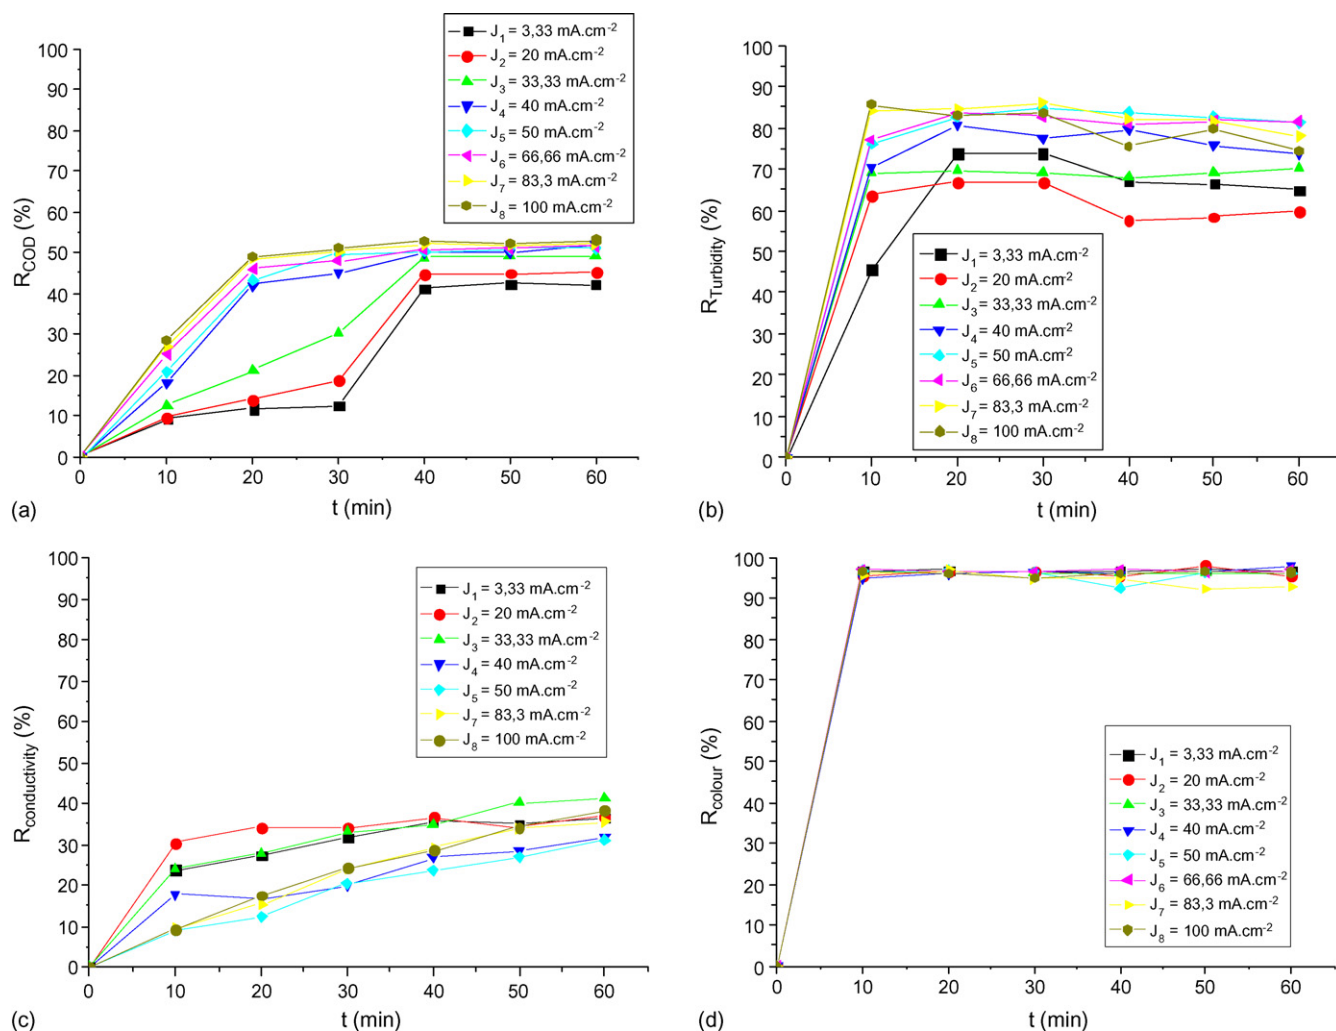 J1 = 3,33 mA.cm-2
J2 = 20 mA.cm-2
J3 = 33,33 mA.cm-2
J4 = 40 mA.cm-2
J5 = 50 mA.cm-2
J6 = 66,66 mA.cm-2
J7 = 83,3 mA.cm-2
J8 = 100 mA.cm-2
100
90
80
70
60
50
40
30
20
10
0
RCOD (%)
0 10 20 30 40 50 60
t (min)
(a)
100
90
80
70
60
50
40
30
20
10
0
RTurbidity (%)
J1 = 3,33 mA.cm-2
J2 = 20 mA.cm-2
J3 = 33,33 mA.cm-2
J4 = 40 mA.cm-2
J5 = 50 mA.cm-2
J6 = 66,66 mA.cm-2
J7 = 83,3 mA.cm-2
J8 = 100 mA.cm-2
0 10 20 30 40 50 60
t (min)
(b)
100
90
80
70
60
50
40
30
20
10
0
Rconductivity (%)
J1 = 3,33 mA.cm-2
J2 = 20 mA.cm-2
J3 = 33,33 mA.cm-2
J4 = 40 mA.cm-2
J5 = 50 mA.cm-2
J7 = 83,3 mA.cm-2
J8 = 100 mA.cm-2
0 10 20 30 40 50 60
t (min)
(c)
100
90
80
70
60
50
40
30
20
10
0
Rcolour (%)
J1 = 3,33 mA.cm-2
J2 = 20 mA.cm-2
J3 = 33,33 mA.cm-2
J4 = 40 mA.cm-2
J5 = 50 mA.cm-2
J6 = 66,66 mA.cm-2
J7 = 83,3 mA.cm-2
J8 = 100 mA.cm-2
0 10 20 30 40 50 60
t (min)
(d)